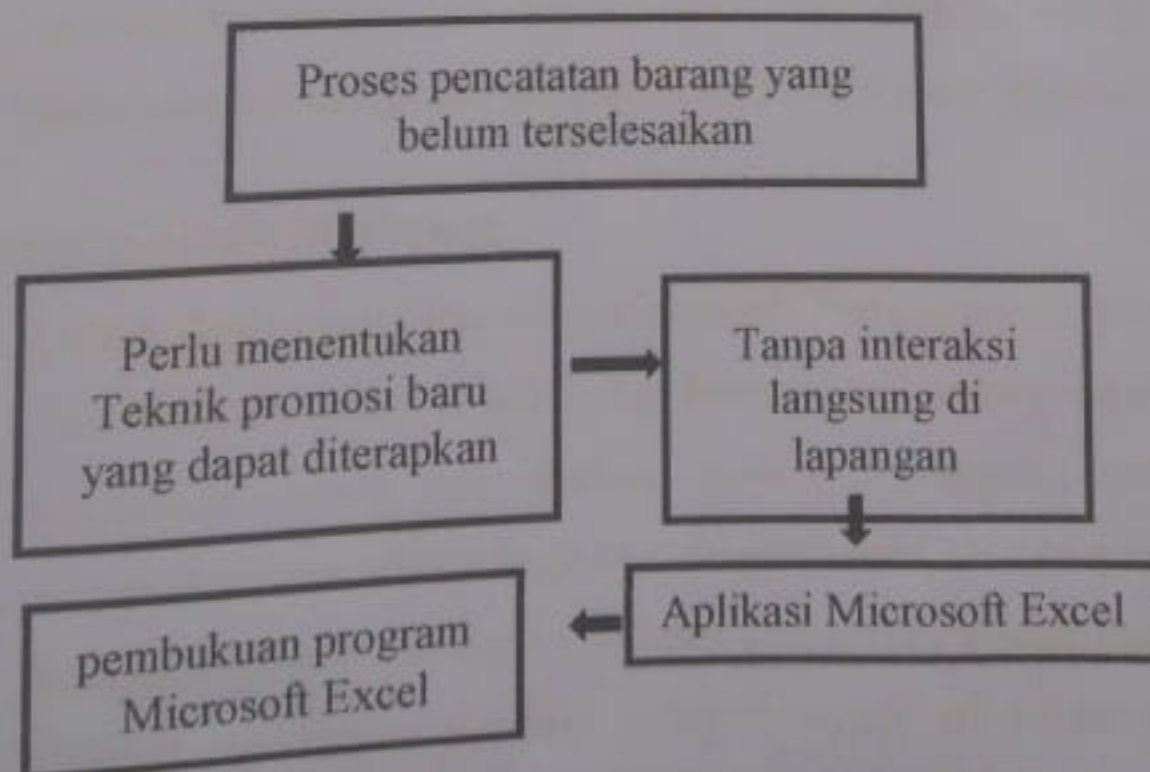 Proses pencatatan barang yang
belum terselesaikan
Perlu menentukan
Teknik promosi baru
yang dapat diterapkan
Tanpa interaksi
langsung di
lapangan
Aplikasi Microsoft Excel
pembukuan program
Microsoft Excel